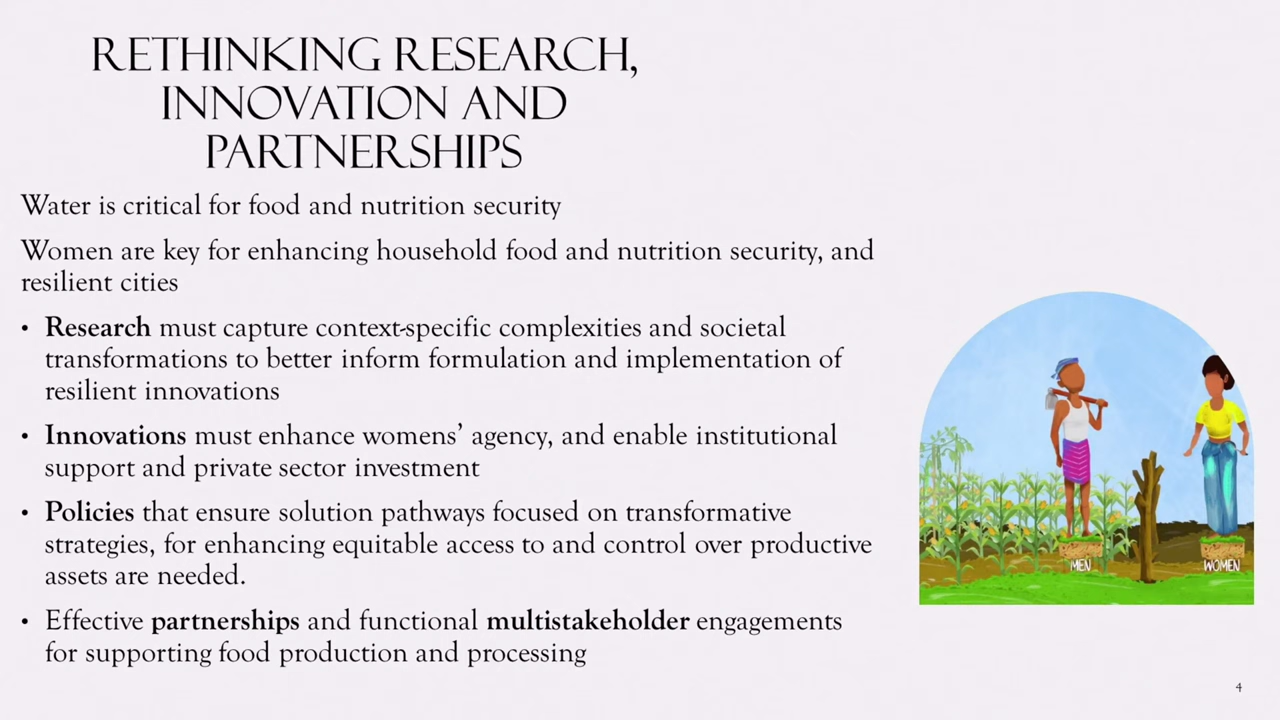 RETHINKING RESEARCH,
INNOVATION AND
PARTNERSHIPS
Water is critical for food and nutrition security
Women are key for enhancing household food and nutrition security, and
resilient cities
• Research must capture context-specific complexities and societal
transformations to better inform formulation and implementation of
resilient innovations
• Innovations must enhance womens’ agency, and enable institutional
support and private sector investment
• Policies that ensure solution pathways focused on transformative
strategies, for enhancing equitable access to and control over productive
assets are needed.
• Effective partnerships and functional multistakeholder engagements
for supporting food production and processing
MEN
WOMEN
4